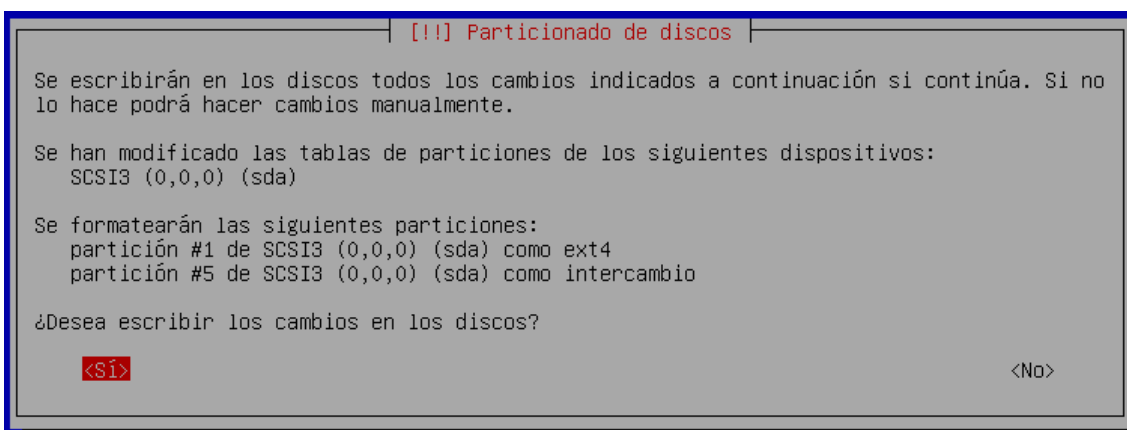 [!!] Particionado de discos
Se escribirán en los discos todos los cambios indicados a continuación si continúa. Si no
lo hace podrá hacer cambios manualmente.
Se han modificado las tablas de particiones de los siguientes dispositivos:
SCSI3 (0,0,0) (sda)
Se formatearán las siguientes particiones:
partición #1 de SCSI3 (0,0,0) (sda) como ext4
partición #5 de SCSI3 (0,0,0) (sda) como intercambio
¿Desea escribir los cambios en los discos?
<Sí> <No>